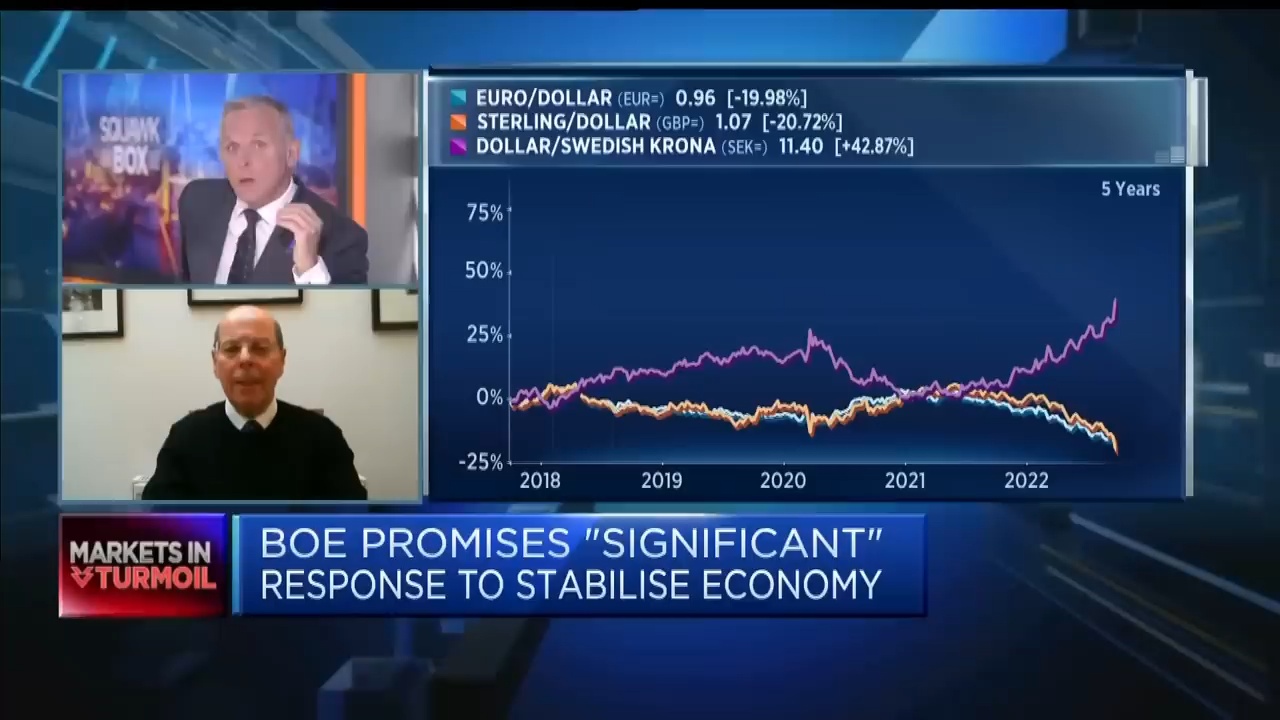 SQUAWK
BOX
EURO/DOLLAR (EUR=) 0.96 [-19.98%]
STERLING/DOLLAR (GBP=) 1.07 [-20.72%]
DOLLAR/SWEDISH KRONA (SEK=) 11.40 [+42.87%]
5 Years
75%
50%
25%
0%
-25%
2018 2019 2020 2021 2022
MARKETS IN
TURMOIL
BOE PROMISES "SIGNIFICANT"
RESPONSE TO STABILISE ECONOMY